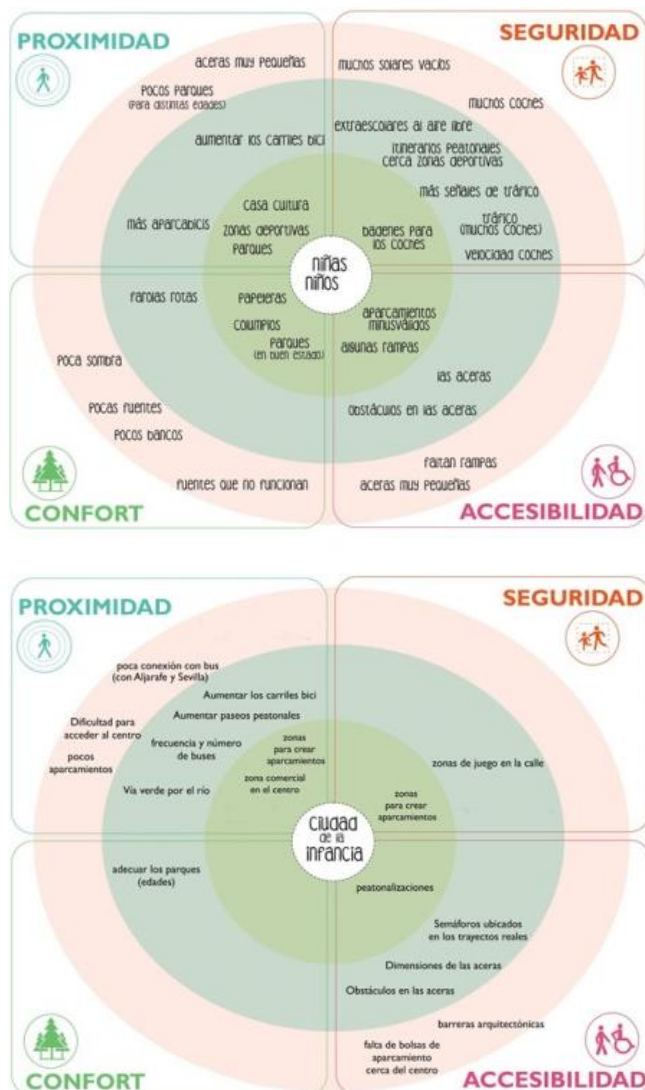 PROXIMIDAD
SEGURIDAD
aceras muy pequeñas
muchos solares vacíos
Pocos Parques
(Para distintas edades)
muchos coches
extraescolares al aire libre
aumentar los carriles bici
itinerarios Peatonales
cerca zonas deportivas
más señales de tráfico
casa cultura
tráfico
(muchos coches)
más aparcabicis
zonas deportivas
Parques
bádenes para
los coches
velocidad coches
niñas
niños
farolas rotas
Papeleras
columpios
Parques
(en buen estado)
aparcamientos
minusválidos
algunas rampas
Poca sombra
las aceras
Pocas fuentes
obstáculos en las aceras
Pocos bancos
faltan rampas
fuentes que no funcionan
aceras muy pequeñas
CONFORT
ACCESIBILIDAD
PROXIMIDAD
SEGURIDAD
poca conexión con bus
(con Aljarafe y Sevilla)
Aumentar los carriles bici
Dificultad para
acceder al centro
Aumentar paseos peatonales
frecuencia y número
de buses
zonas
para crear
aparcamientos
pocos
aparcamientos
zonas de juego en la calle
Vía verde por el río
zona comercial
en el centro
zonas
para crear
aparcamientos
ciudad
de la
infancia
adecuar los parques
(edades)
peatonalizaciones
Semáforos ubicados
en los trayectos reales
Dimensiones de las aceras
Obstáculos en las aceras
barreras arquitectónicas
falta de bolsas de
aparcamiento
cerca del centro
CONFORT
ACCESIBILIDAD